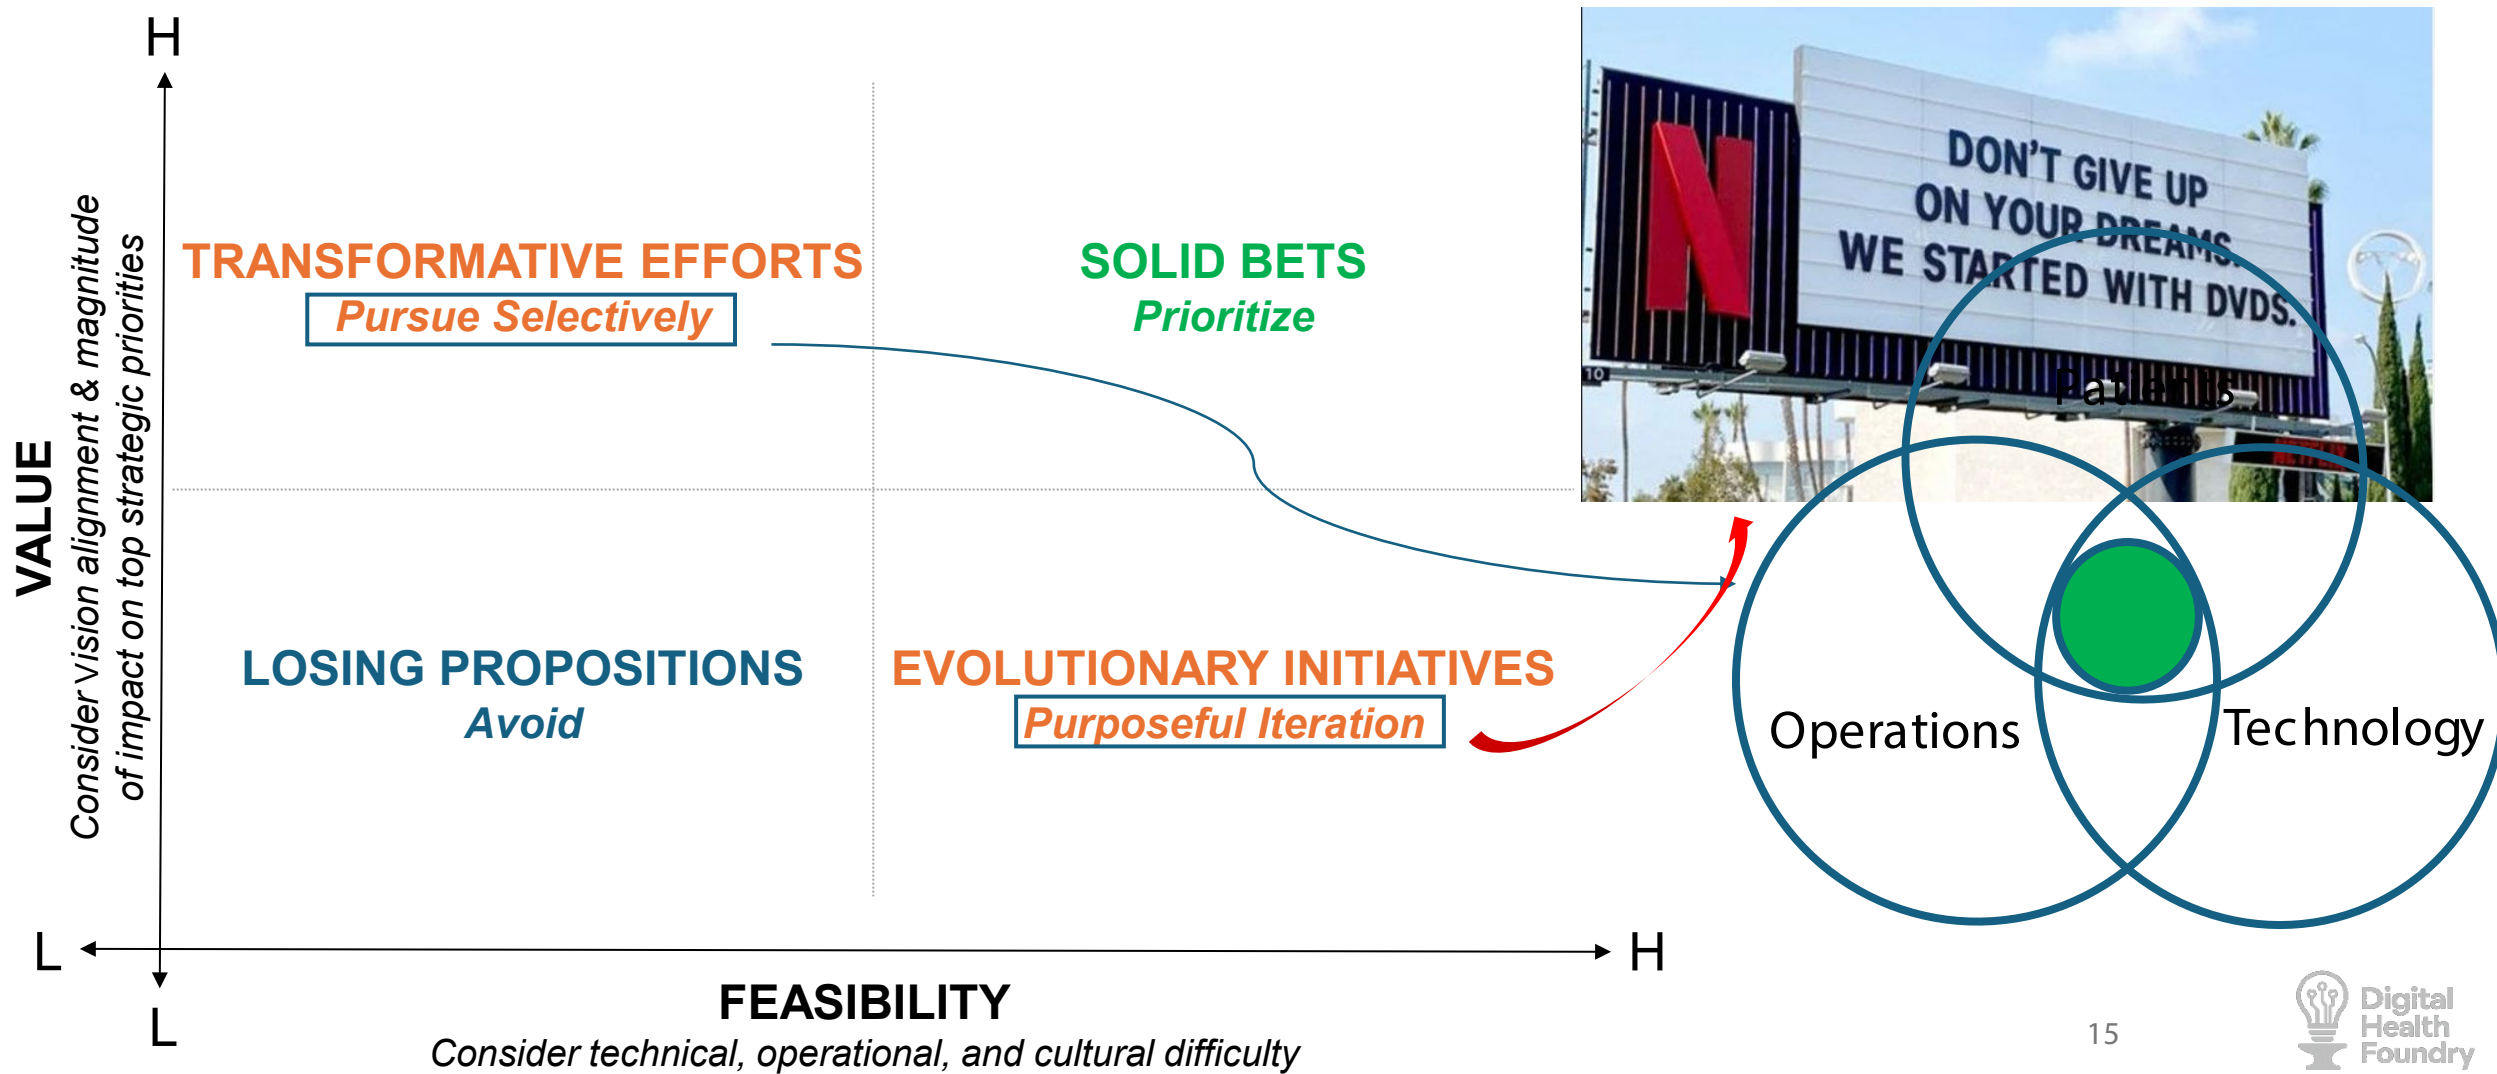 H
VALUE
Consider Vision alignment & magnitude
of impact on top strategic priorities
TRANSFORMATIVE EFFORTS
Pursue Selectively
SOLID BETS
Prioritize
LOSING PROPOSITIONS
Avoid
EVOLUTIONARY INITIATIVES
Purposeful Iteration
L
H
L
FEASIBILITY
Consider technical, operational, and cultural difficulty
N
DON'T GIVE UP
ON YOUR DREAMS.
WE STARTED WITH DVDS.
10
NETFLIX
Patients
Operations
Technology
15
Digital
Health
Foundry